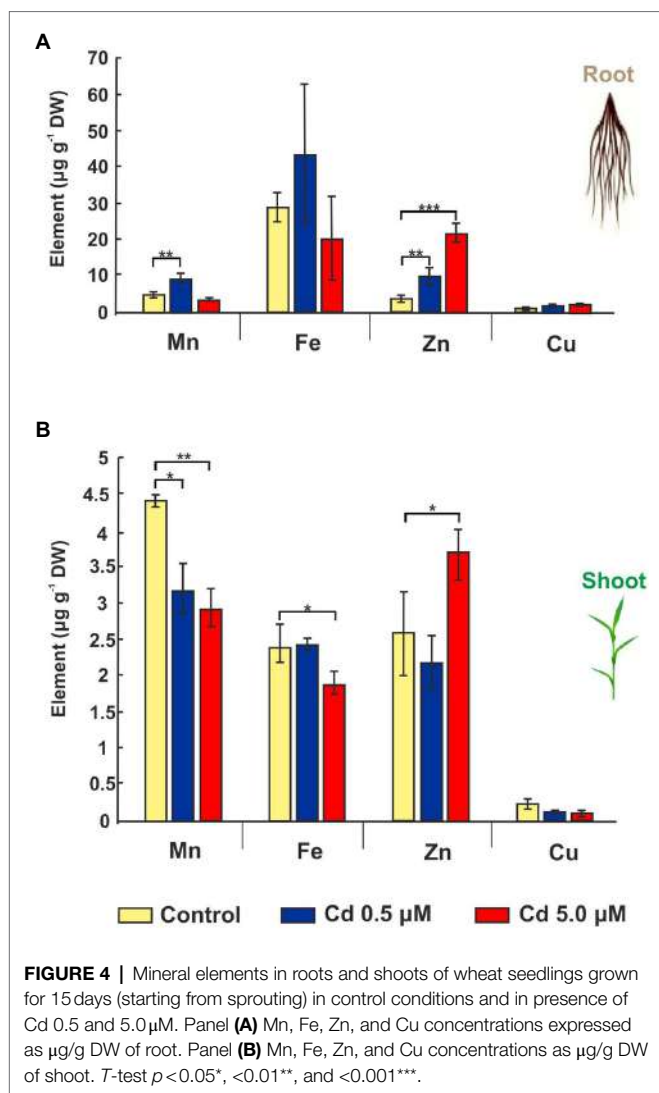 A
Root
Element (µg g⁻¹ DW)
70
60
50
40
30
20
10
0
**
**
***
Mn Fe Zn Cu
B
Shoot
Element (µg g⁻¹ DW)
5
4.5
4
3.5
3
2.5
2
1.5
1
0.5
0
*
**
*
*
Mn Fe Zn Cu
Control Cd 0.5 µM Cd 5.0 µM
FIGURE 4 | Mineral elements in roots and shoots of wheat seedlings grown
for 15 days (starting from sprouting) in control conditions and in presence of
Cd 0.5 and 5.0 µM. Panel (A) Mn, Fe, Zn, and Cu concentrations expressed
as µg/g DW of root. Panel (B) Mn, Fe, Zn, and Cu concentrations as µg/g DW
of shoot. T-test p < 0.05*, <0.01**, and <0.001***.